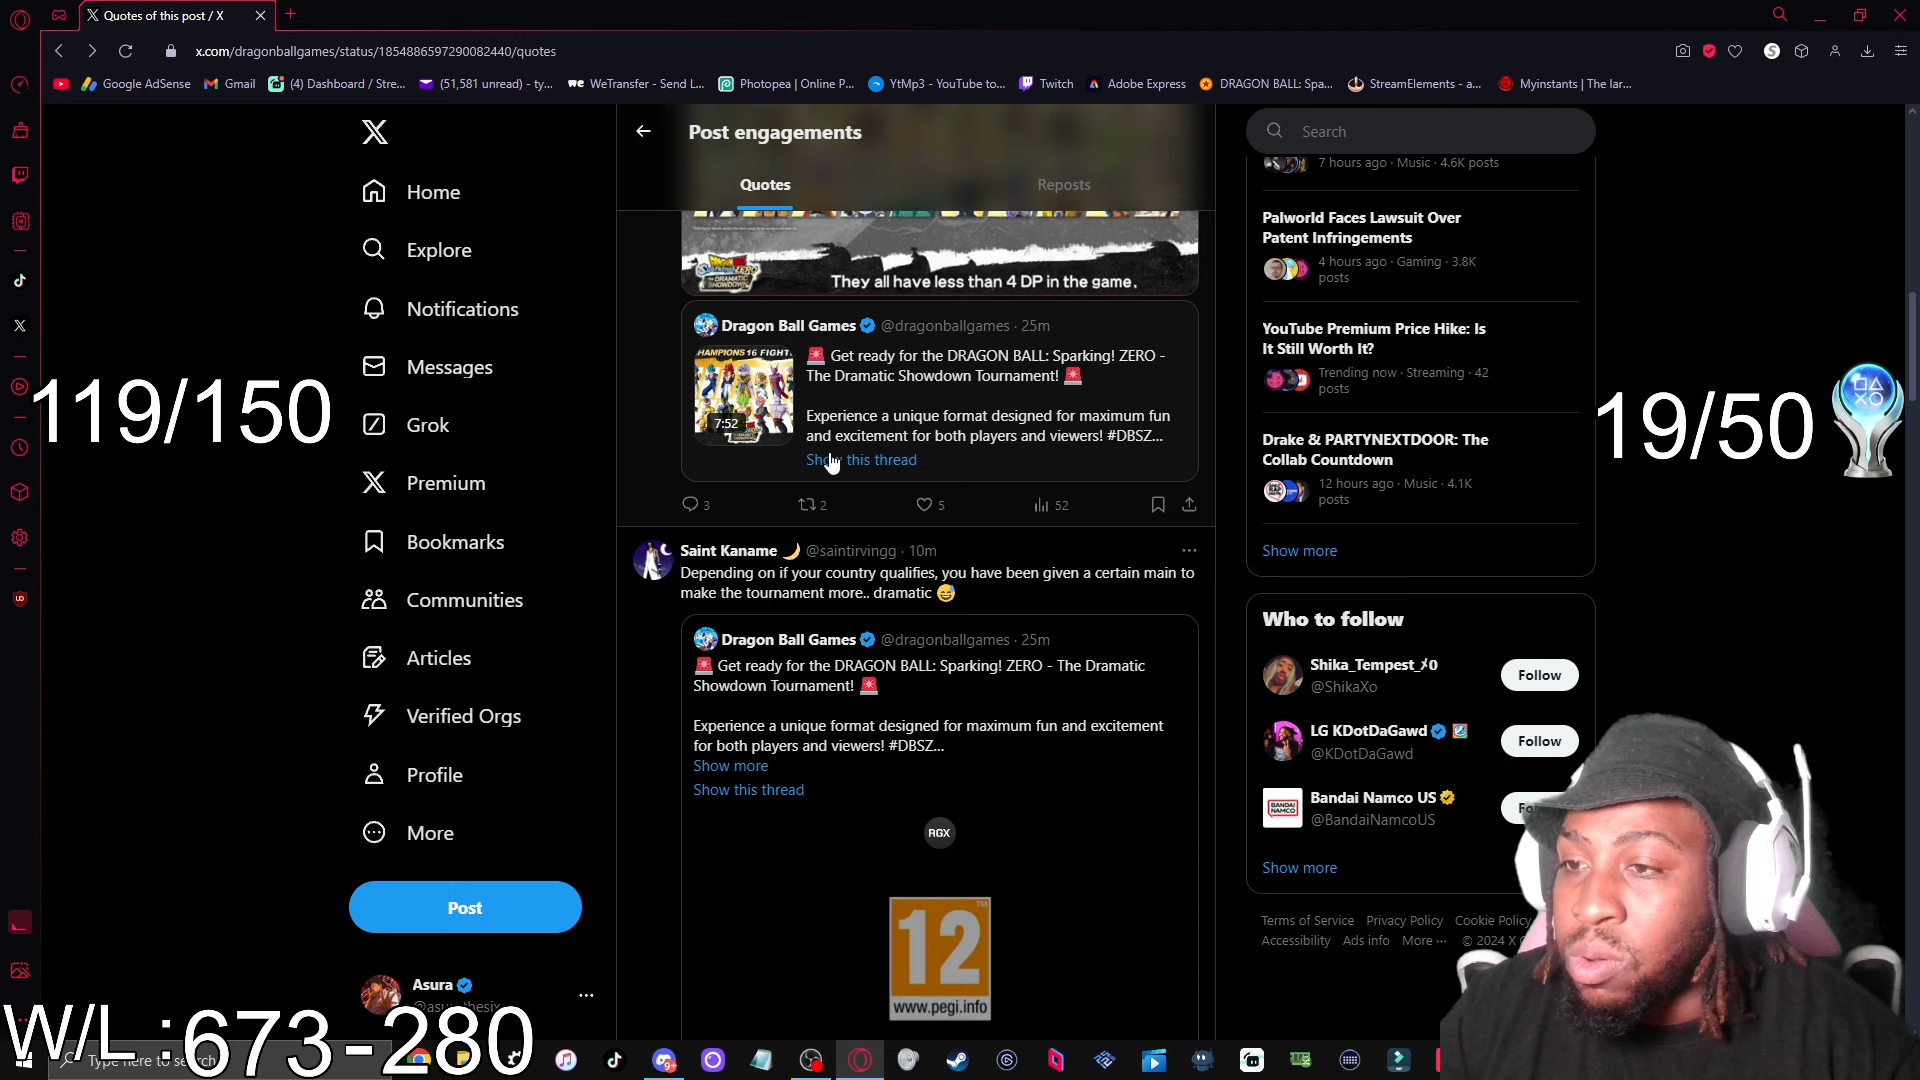 Quotes of this post / X
x.com/dragonballgames/status/1854886597290082440/quotes
Google AdSense
Gmail
(4) Dashboard / Stre...
(51,581 unread) - ty...
WeTransfer - Send L...
Photopea | Online P...
YtMp3 - YouTube to...
Twitch
Adobe Express
DRAGON BALL: Spa...
StreamElements - a...
Myinstants | The lar...
Home
Explore
Notifications
Messages
Grok
Premium
Bookmarks
Communities
Articles
Verified Orgs
Profile
More
Post
Asura
119/150
W/L :673-280
Type here to search
Post engagements
Quotes
Reposts
They all have less than 4 DP in the game.
Dragon Ball Games @dragonballgames · 25m
HAMPIONS 16 FIGHT
7:52
🚨 Get ready for the DRAGON BALL: Sparking! ZERO -
The Dramatic Showdown Tournament! 🚨
Experience a unique format designed for maximum fun
and excitement for both players and viewers! #DBSZ...
Show this thread
3
2
5
52
Saint Kaname 🌙 @saintirvingg · 10m
Depending on if your country qualifies, you have been given a certain main to
make the tournament more.. dramatic 😅
Dragon Ball Games @dragonballgames · 25m
🚨 Get ready for the DRAGON BALL: Sparking! ZERO - The Dramatic
Showdown Tournament! 🚨
Experience a unique format designed for maximum fun and excitement
for both players and viewers! #DBSZ...
Show more
Show this thread
RGX
12
TM
www.pegi.info
Search
7 hours ago · Music · 4.6K posts
Palworld Faces Lawsuit Over
Patent Infringements
4 hours ago · Gaming · 3.8K
posts
YouTube Premium Price Hike: Is
It Still Worth It?
Trending now · Streaming · 42
posts
Drake & PARTYNEXTDOOR: The
Collab Countdown
12 hours ago · Music · 4.1K
posts
Show more
19/50
Who to follow
Shika_Tempest_〆0
@ShikaXo
Follow
LG KDotDaGawd
@KDotDaGawd
Follow
Bandai Namco US
@BandaiNamcoUS
BANDAI
NAMCO
Show more
Terms of Service Privacy Policy Cookie Policy
Accessibility Ads info More ··· © 2024 X